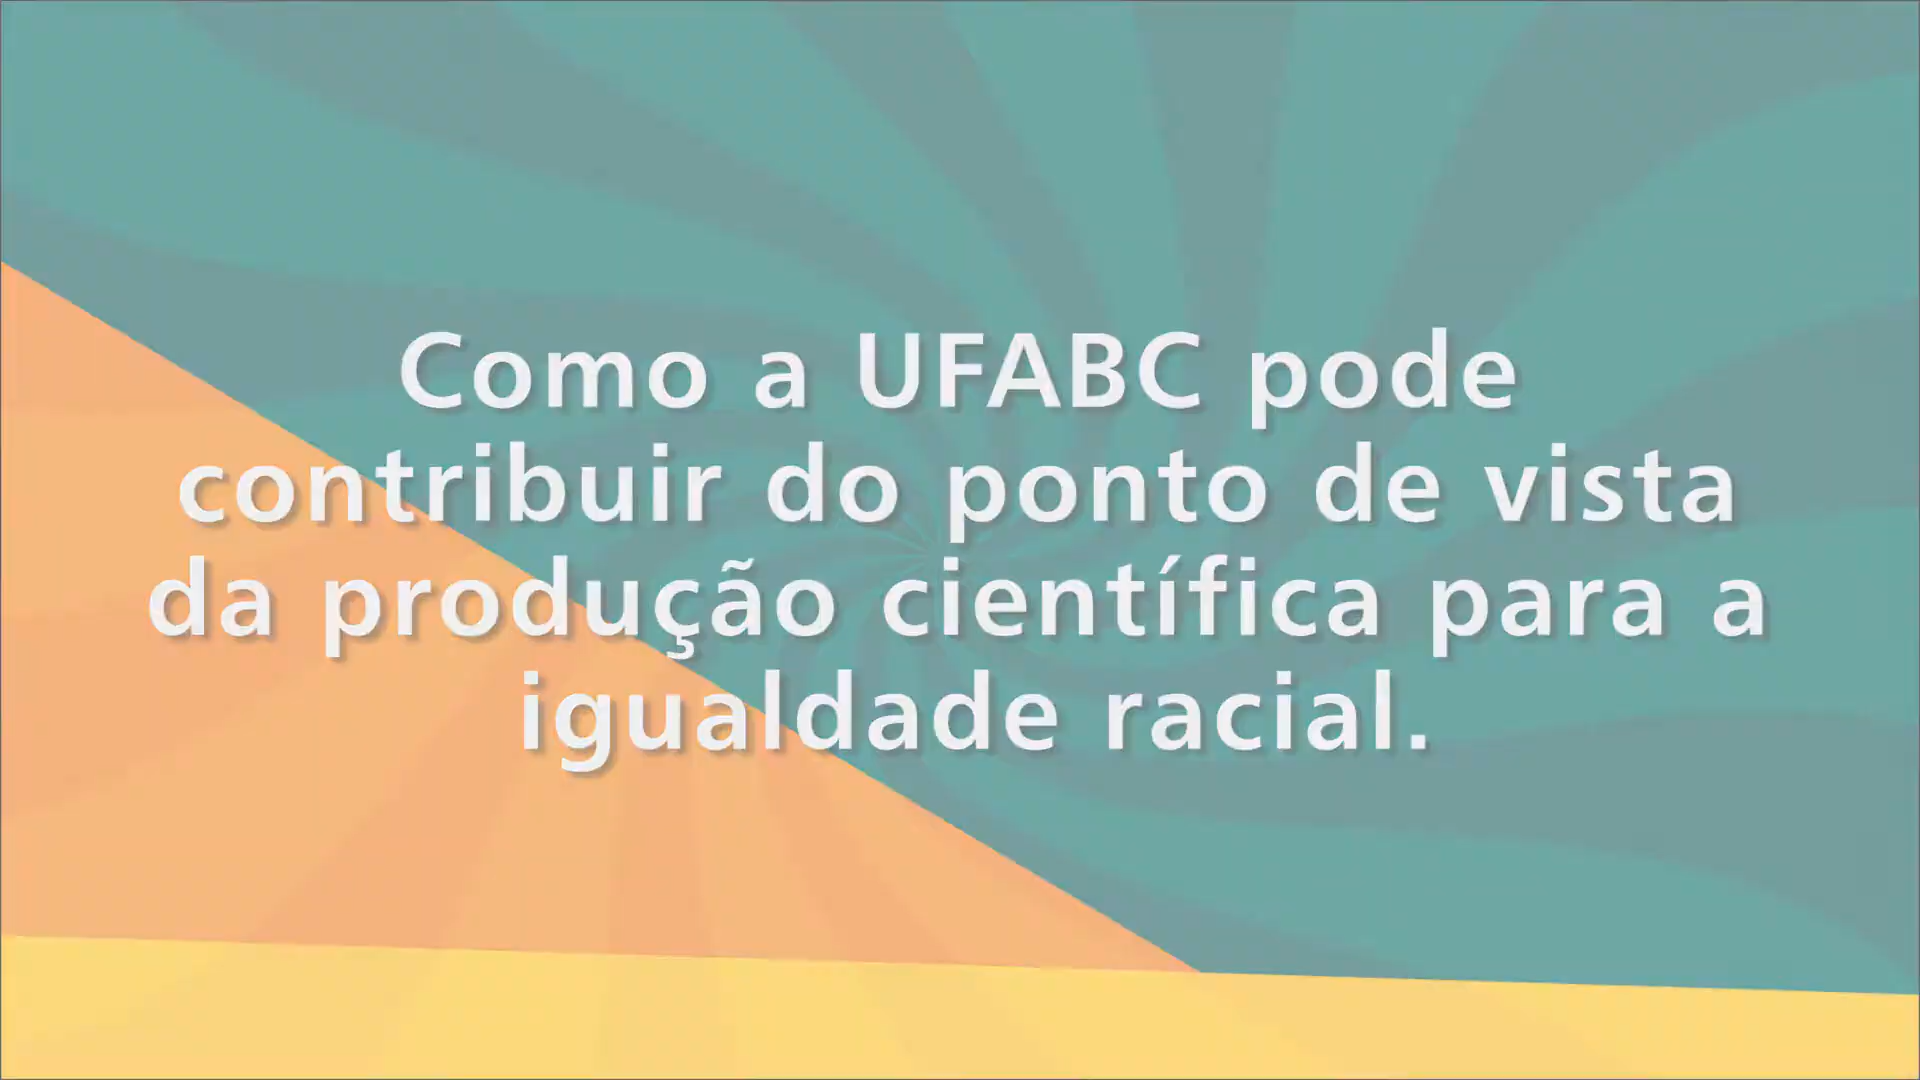 Como a UFABC pode
contribuir do ponto de vista
da produção científica para a
igualdade racial.